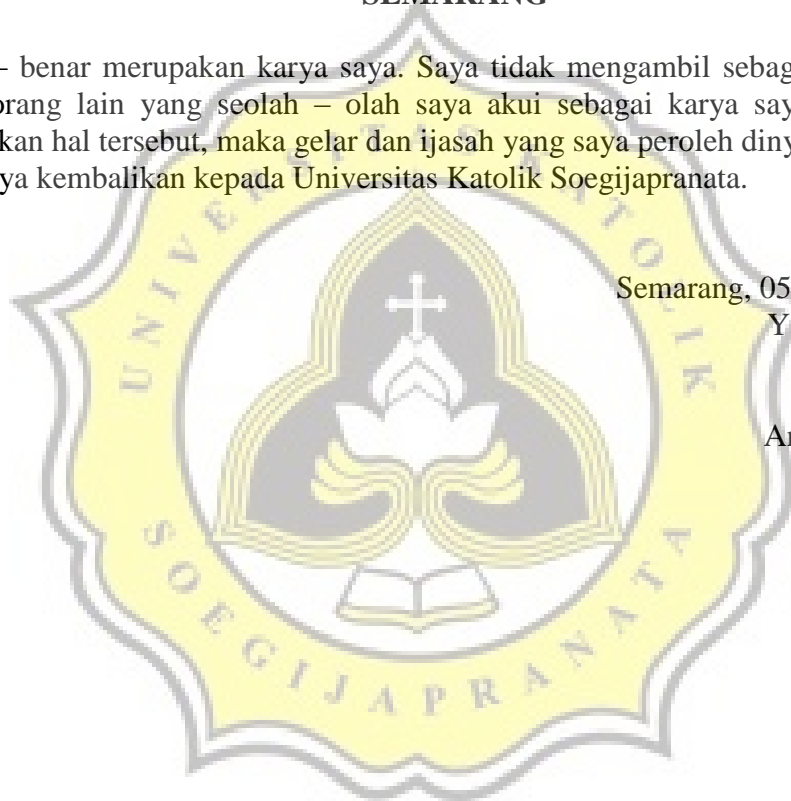 SEMARANG
– benar merupakan karya saya. Saya tidak mengambil sebag
orang lain yang seolah – olah saya akui sebagai karya say
kan hal tersebut, maka gelar dan ijasah yang saya peroleh diny
ya kembalikan kepada Universitas Katolik Soegijapranata.
Semarang, 05
Y
UNIVERSITAS KATOLIK
SOEGIJAPRANATA